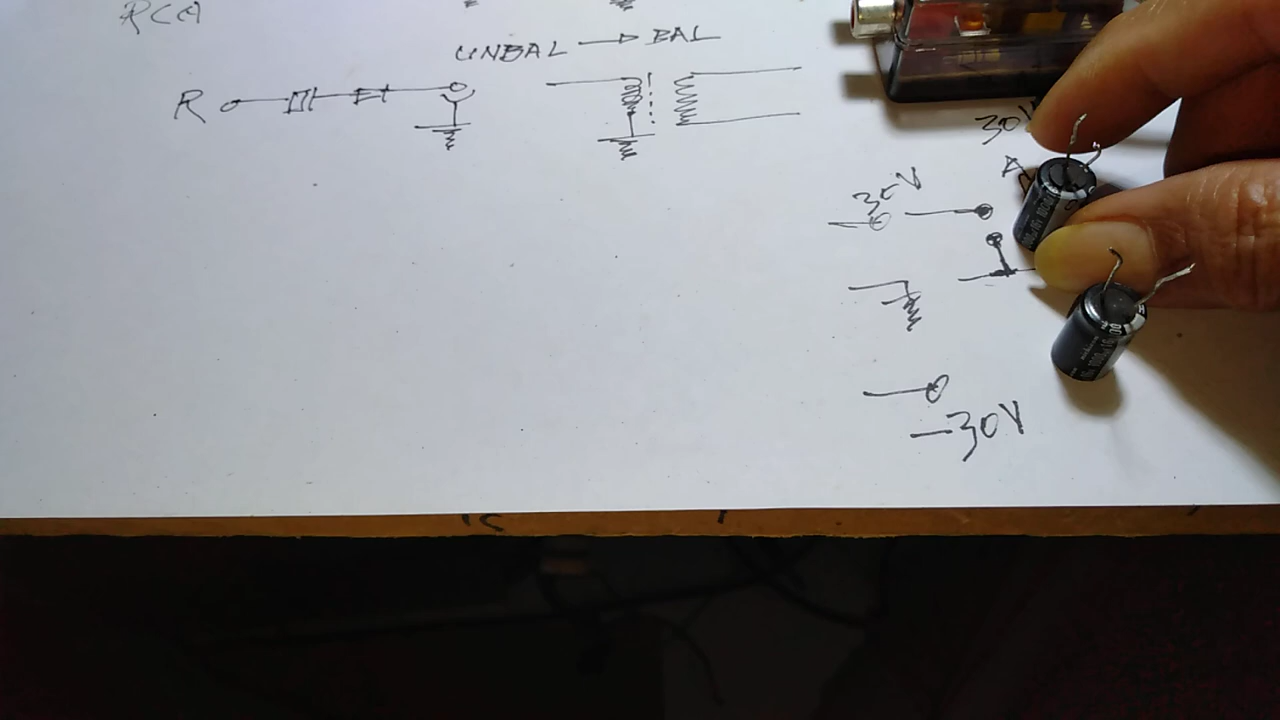 RCA
UNBAL → BAL
R
30V
30V
-30V